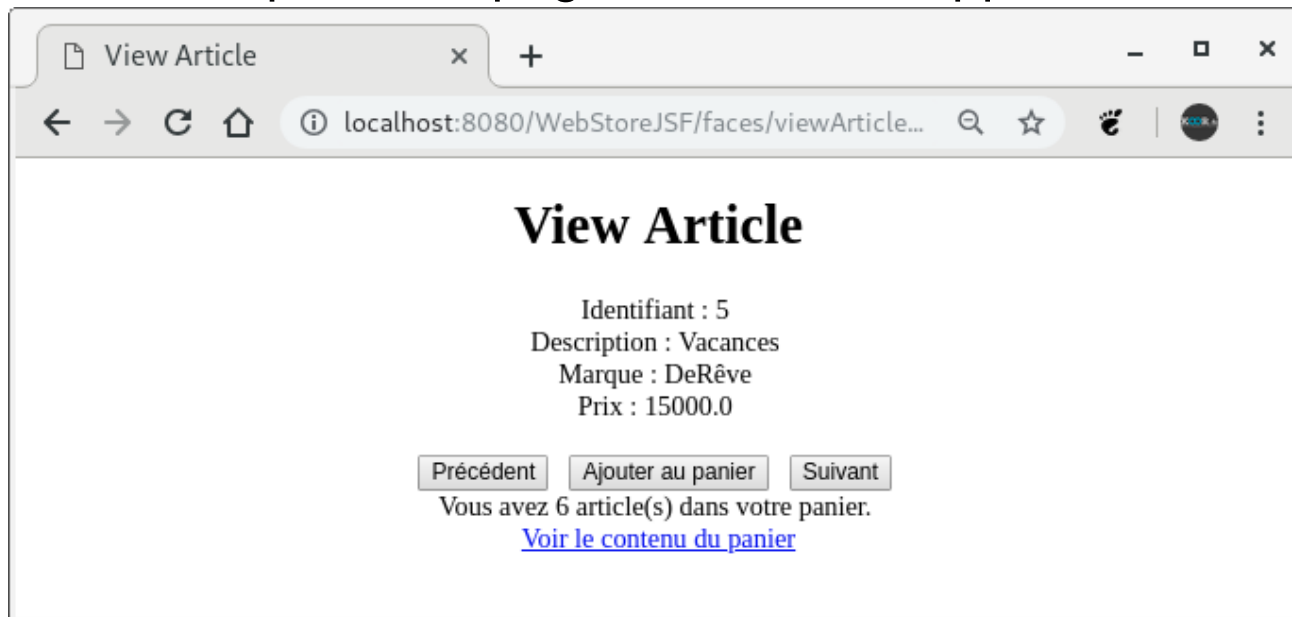 View Article
localhost:8080/WebStoreJSF/faces/viewArticle...
View Article
Identifiant : 5
Description : Vacances
Marque : DeRêve
Prix : 15000.0
Précédent Ajouter au panier Suivant
Vous avez 6 article(s) dans votre panier.
Voir le contenu du panier